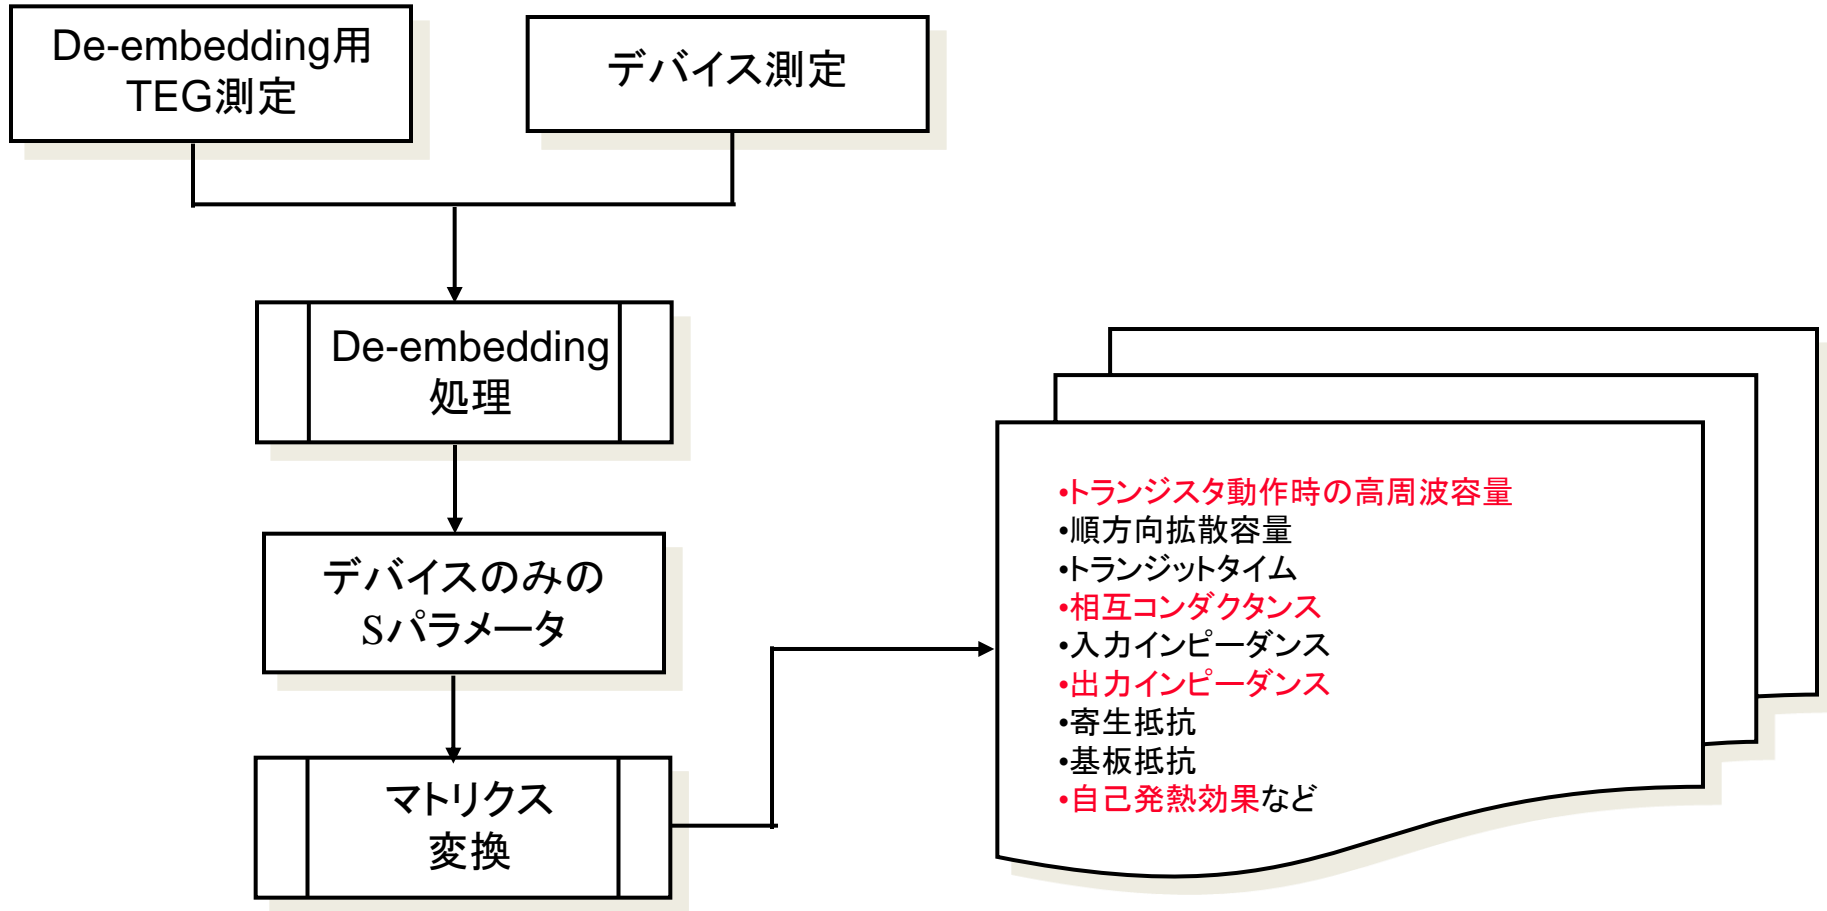 De-embedding用
TEG測定
デバイス測定
De-embedding
処理
デバイスのみの
Sパラメータ
マトリクス
変換
•トランジスタ動作時の高周波容量
•順方向拡散容量
•トランジットタイム
•相互コンダクタンス
•入力インピーダンス
•出力インピーダンス
•寄生抵抗
•基板抵抗
•自己発熱効果など